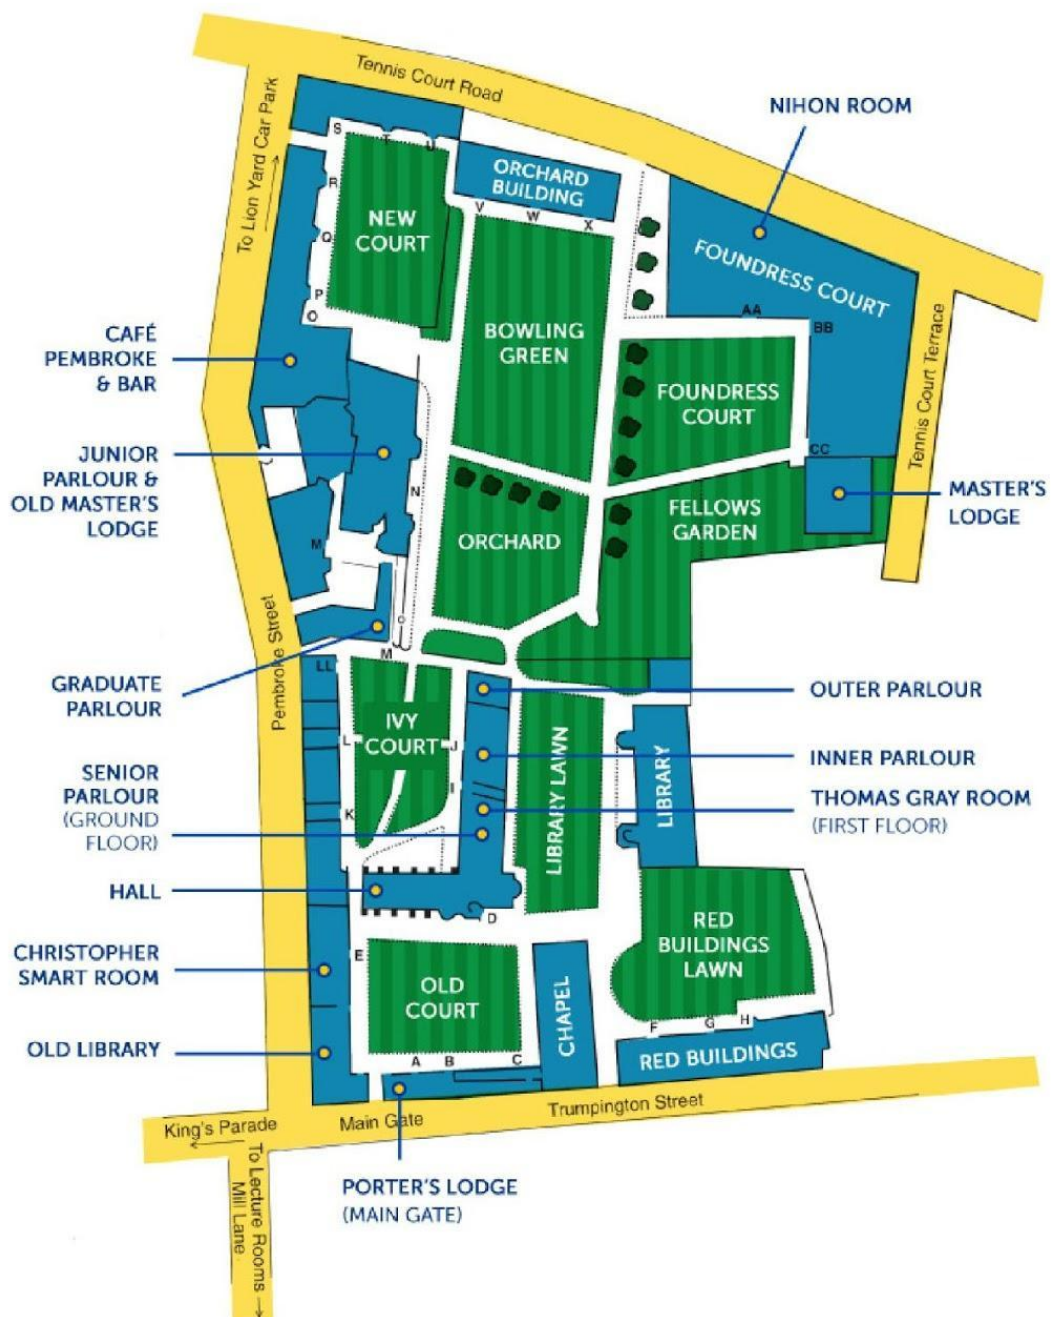 Tennis Court Road
To Lion Yard Car Park
NIHON ROOM
S
T
U
ORCHARD
BUILDING
R
V
W
X
NEW
COURT
Q
FOUNDRESS COURT
P
O
AA
BB
CAFÉ
PEMBROKE
& BAR
BOWLING
GREEN
Tennis Court Terrace
FOUNDRESS
COURT
JUNIOR
PARLOUR &
OLD MASTER'S
LODGE
CC
N
MASTER'S
LODGE
FELLOWS
GARDEN
ORCHARD
M
Pembroke Street
M
LL
GRADUATE
PARLOUR
OUTER PARLOUR
IVY
COURT
L
J
INNER PARLOUR
SENIOR
PARLOUR
(GROUND
FLOOR)
I
K
THOMAS GRAY ROOM
(FIRST FLOOR)
LIBRARY LAWN
LIBRARY
HALL
D
RED
BUILDINGS
LAWN
E
CHRISTOPHER
SMART ROOM
OLD
COURT
CHAPEL
F
G
H
OLD LIBRARY
A
B
C
RED BUILDINGS
King's Parade
Main Gate
Trumpington Street
To Lecture Rooms
Mill Lane
PORTER'S LODGE
(MAIN GATE)